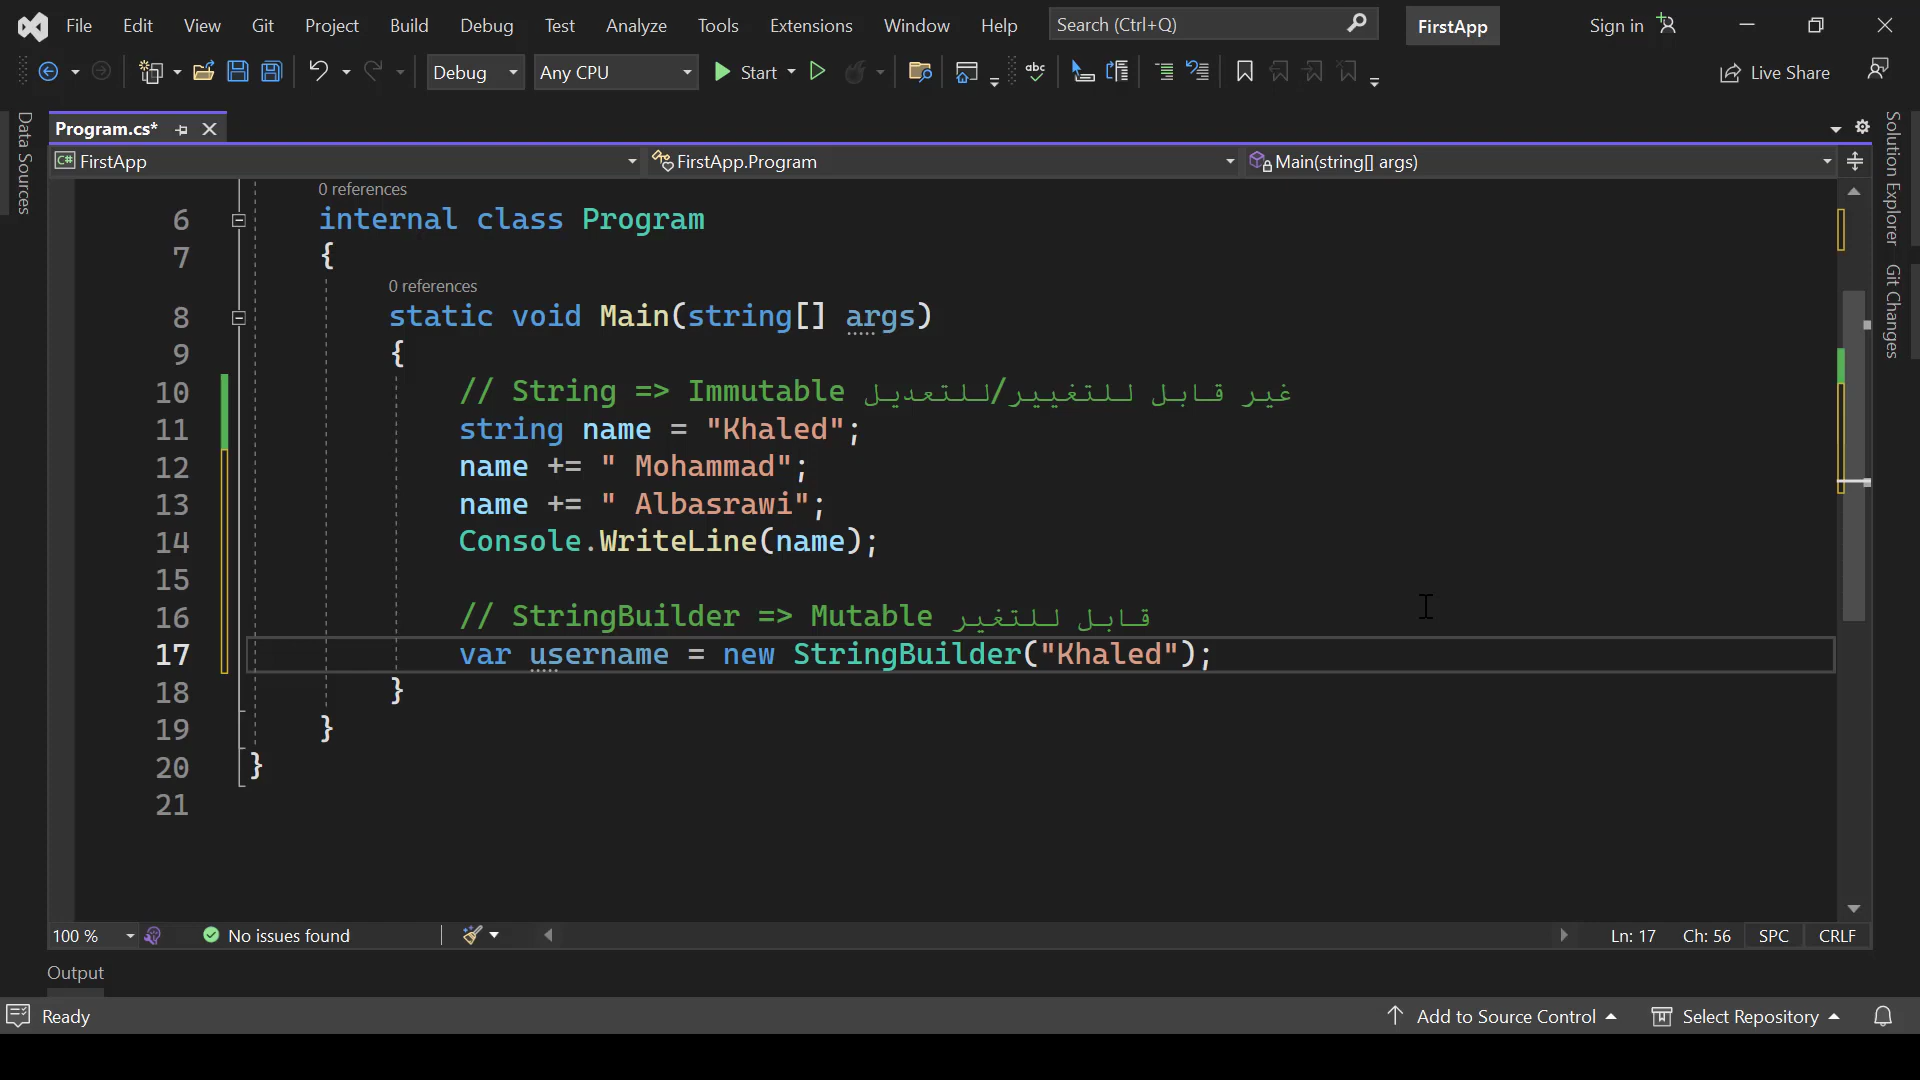 File Edit View Git Project Build Debug Test Analyze Tools Extensions Window Help Search (Ctrl+Q) FirstApp Sign in
Debug Any CPU Start Live Share
Data Sources
Program.cs*
FirstApp FirstApp.Program Main(string[] args)
0 references
6 internal class Program
7 {
0 references
8 static void Main(string[] args)
9 {
10 // String => Immutable غير قابل للتغيير/للتعديل
11 string name = "Khaled";
12 name += " Mohammad";
13 name += " Albasrawi";
14 Console.WriteLine(name);
15
16 // StringBuilder => Mutable قابل للتغير
17 var username = new StringBuilder("Khaled");
18 }
19 }
20 }
21
Solution Explorer
Git Changes
100 % No issues found Ln: 17 Ch: 56 SPC CRLF
Output
Ready Add to Source Control Select Repository